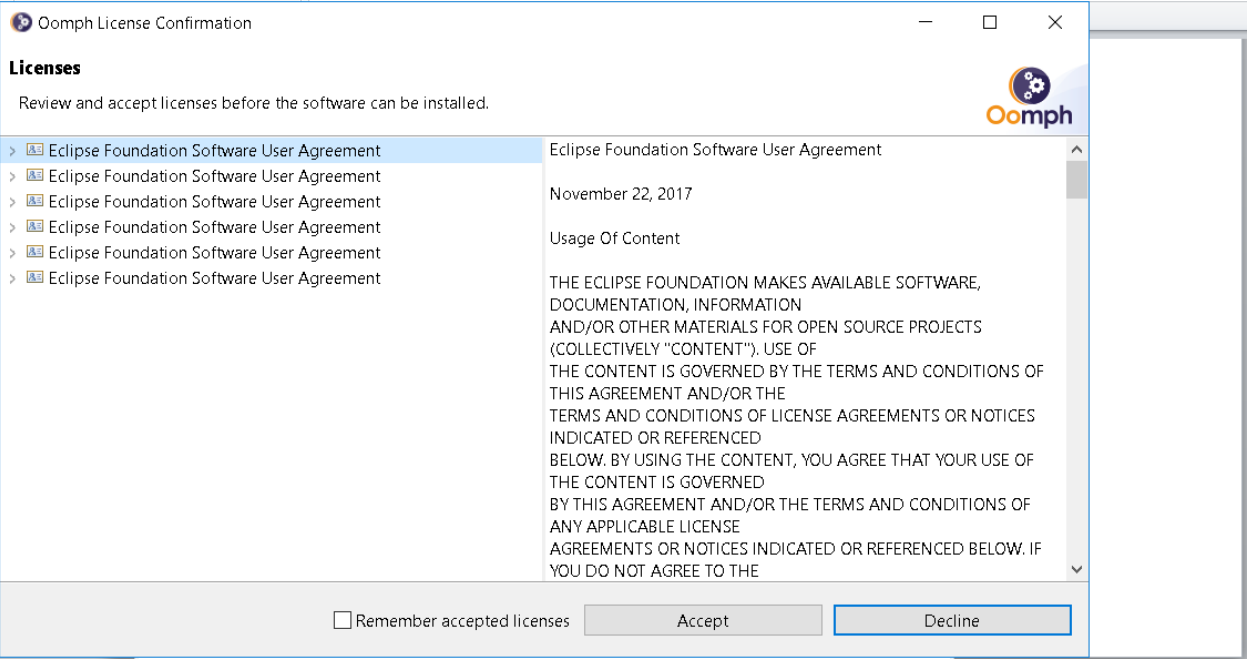 Oomph License Confirmation
Licenses
Review and accept licenses before the software can be installed.
Oomph
Eclipse Foundation Software User Agreement
Eclipse Foundation Software User Agreement
Eclipse Foundation Software User Agreement
Eclipse Foundation Software User Agreement
Eclipse Foundation Software User Agreement
Eclipse Foundation Software User Agreement
Eclipse Foundation Software User Agreement
November 22, 2017
Usage Of Content
THE ECLIPSE FOUNDATION MAKES AVAILABLE SOFTWARE,
DOCUMENTATION, INFORMATION
AND/OR OTHER MATERIALS FOR OPEN SOURCE PROJECTS
(COLLECTIVELY "CONTENT"). USE OF
THE CONTENT IS GOVERNED BY THE TERMS AND CONDITIONS OF
THIS AGREEMENT AND/OR THE
TERMS AND CONDITIONS OF LICENSE AGREEMENTS OR NOTICES
INDICATED OR REFERENCED
BELOW. BY USING THE CONTENT, YOU AGREE THAT YOUR USE OF
THE CONTENT IS GOVERNED
BY THIS AGREEMENT AND/OR THE TERMS AND CONDITIONS OF
ANY APPLICABLE LICENSE
AGREEMENTS OR NOTICES INDICATED OR REFERENCED BELOW. IF
YOU DO NOT AGREE TO THE
Remember accepted licenses
Accept
Decline